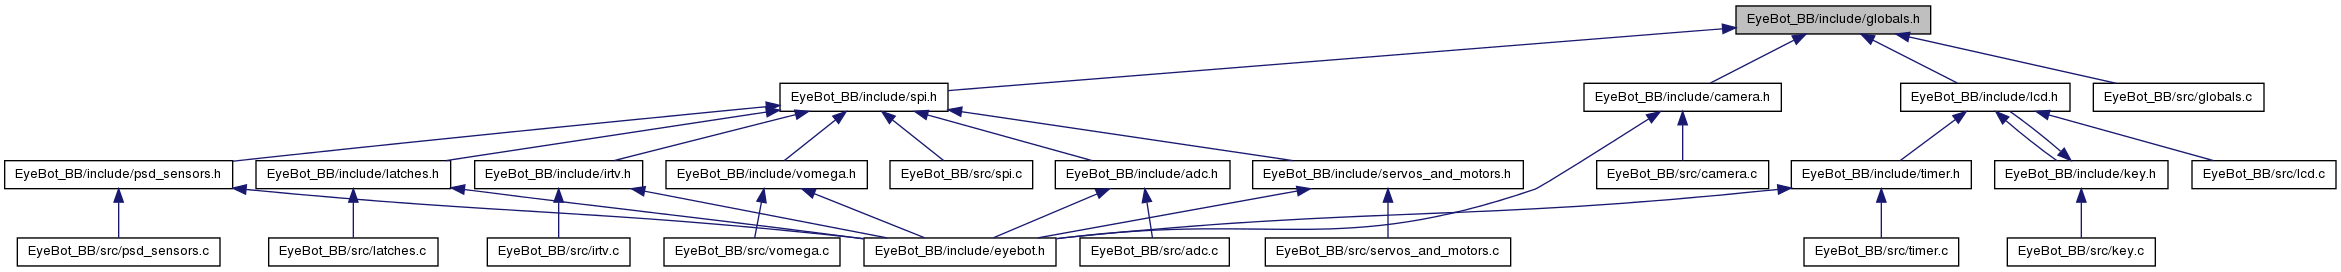 EyeBot_BB/include/globals.h
EyeBot_BB/include/spi.h
EyeBot_BB/include/camera.h
EyeBot_BB/include/lcd.h
EyeBot_BB/src/globals.c
EyeBot_BB/include/psd_sensors.h
EyeBot_BB/include/latches.h
EyeBot_BB/include/irtv.h
EyeBot_BB/include/vomega.h
EyeBot_BB/src/spi.c
EyeBot_BB/include/adc.h
EyeBot_BB/include/servos_and_motors.h
EyeBot_BB/src/camera.c
EyeBot_BB/include/timer.h
EyeBot_BB/include/key.h
EyeBot_BB/src/lcd.c
EyeBot_BB/src/psd_sensors.c
EyeBot_BB/src/latches.c
EyeBot_BB/src/irtv.c
EyeBot_BB/src/vomega.c
EyeBot_BB/include/eyebot.h
EyeBot_BB/src/adc.c
EyeBot_BB/src/servos_and_motors.c
EyeBot_BB/src/timer.c
EyeBot_BB/src/key.c